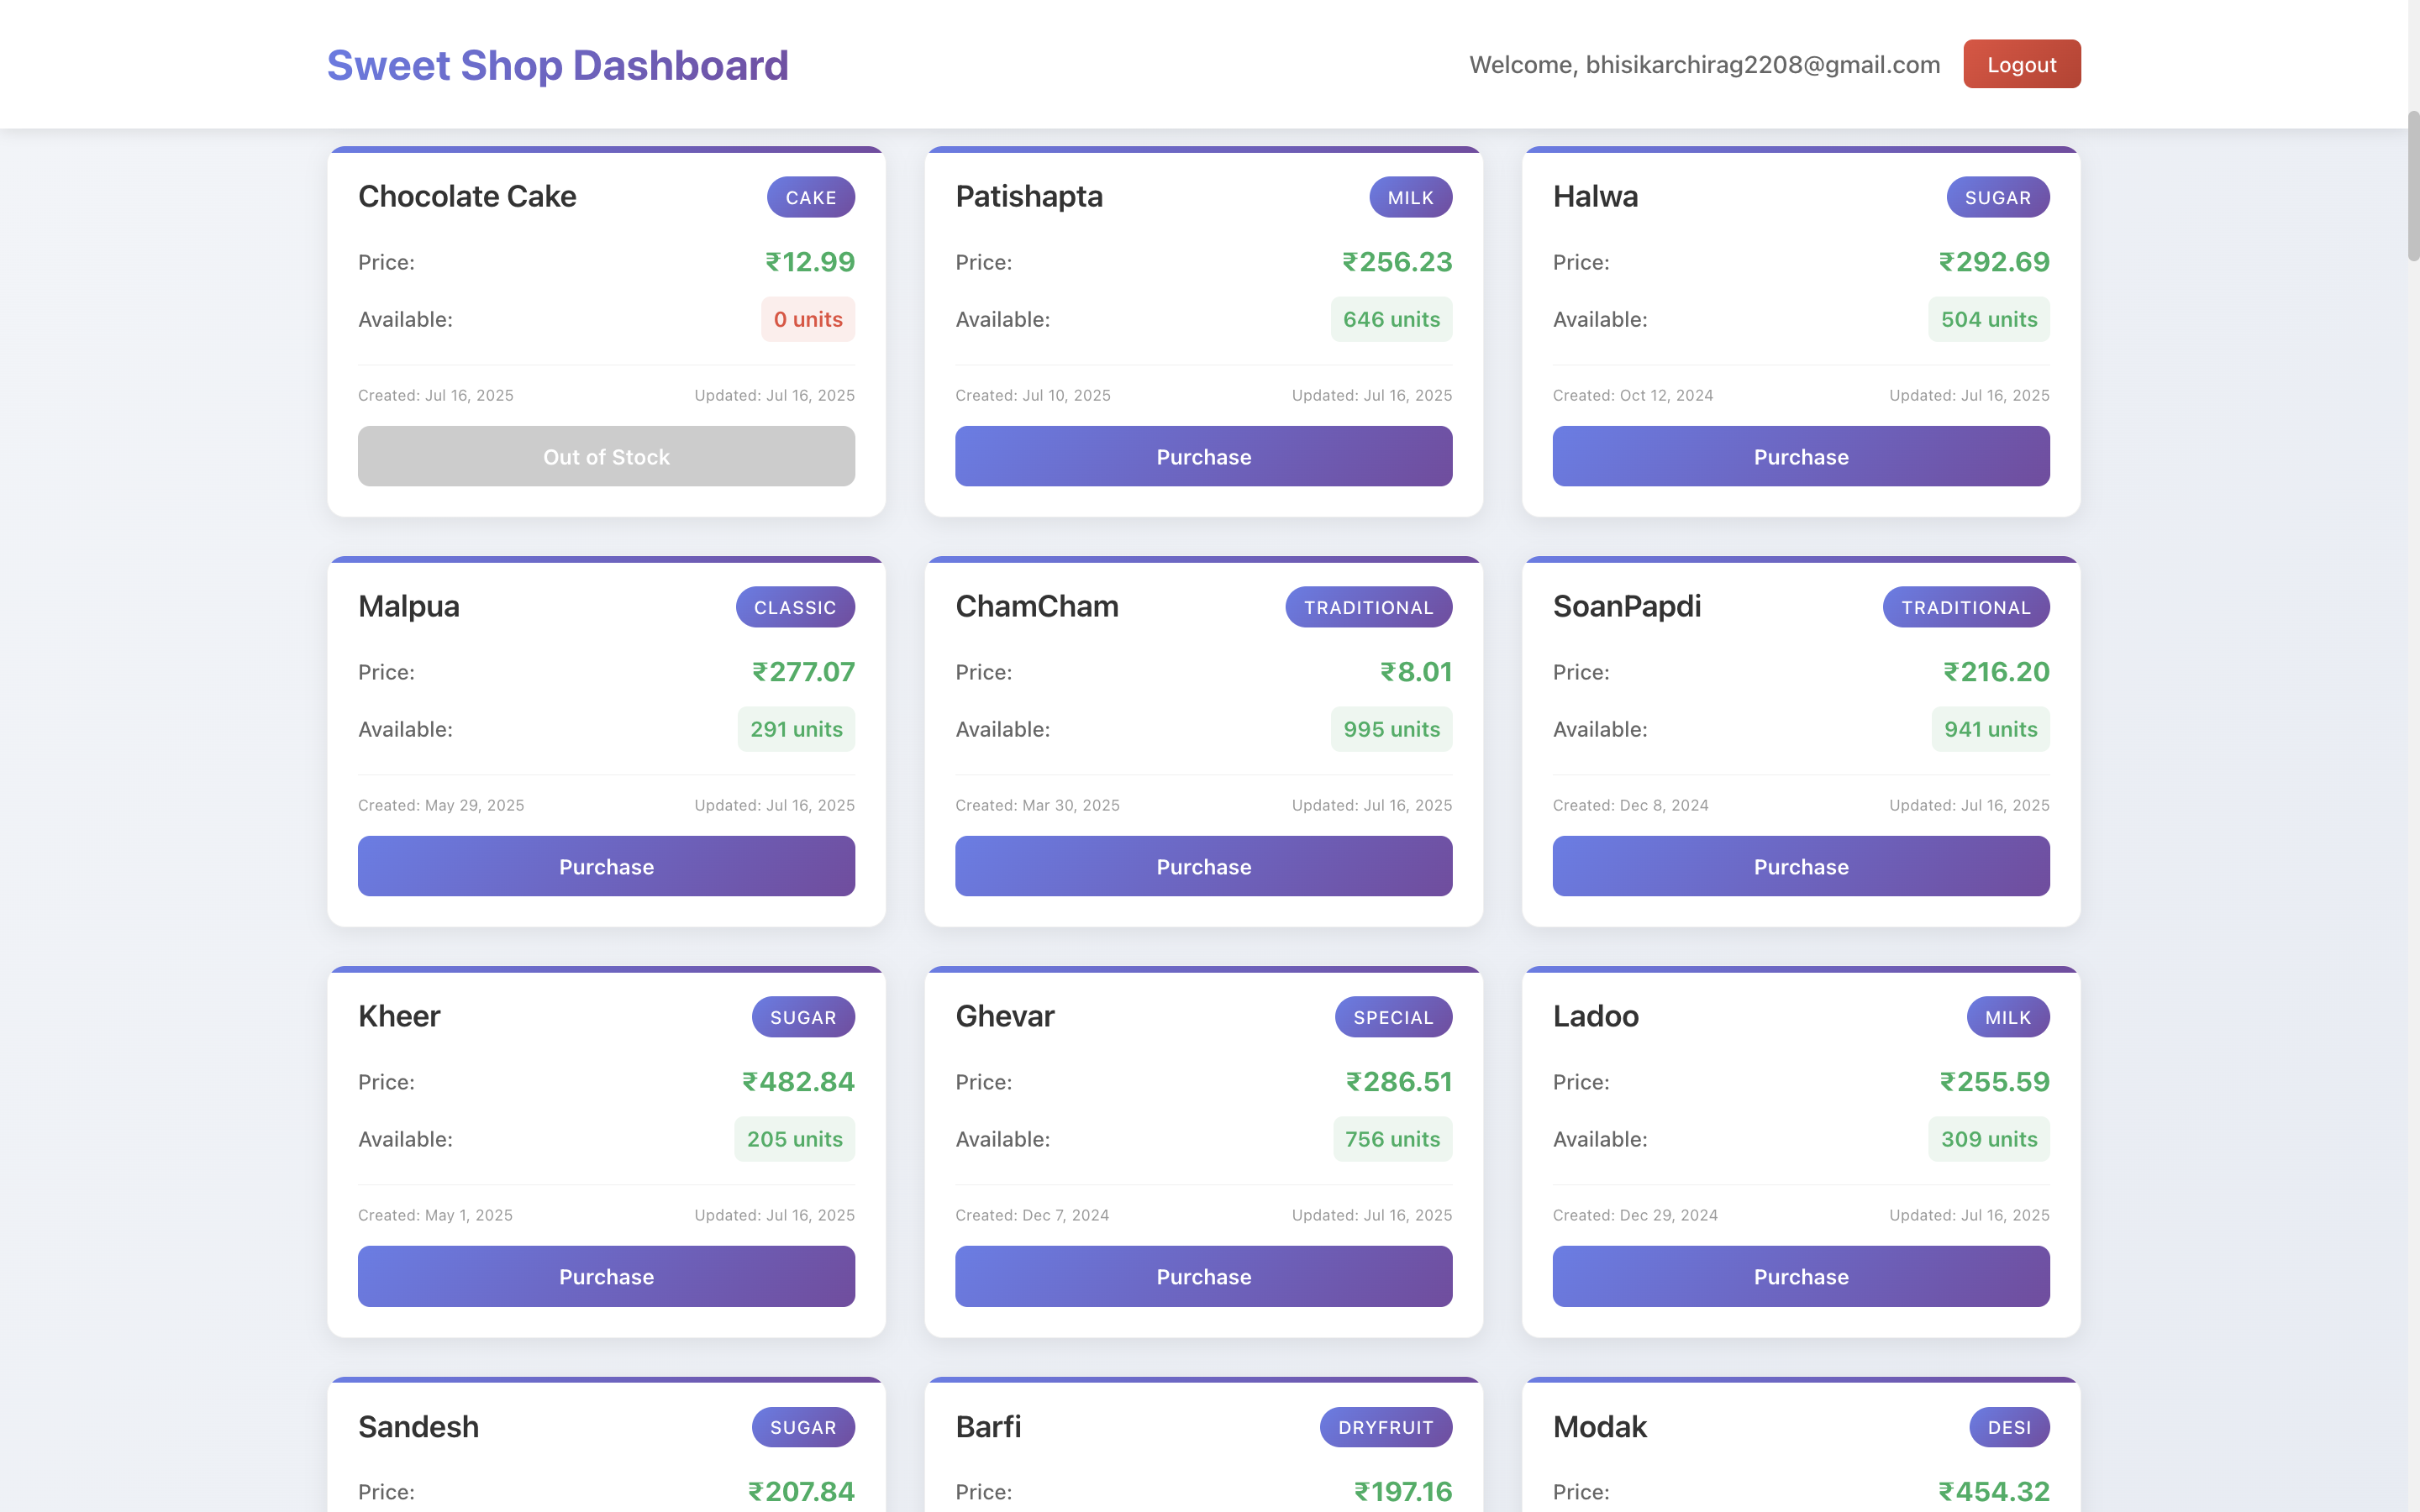 Sweet Shop Dashboard
Welcome, bhisikarchirag2208@gmail.com
Logout
Chocolate Cake
CAKE
Price:
₹12.99
Available:
0 units
Created: Jul 16, 2025
Updated: Jul 16, 2025
Out of Stock
Patishapta
MILK
Price:
₹256.23
Available:
646 units
Created: Jul 10, 2025
Updated: Jul 16, 2025
Purchase
Halwa
SUGAR
Price:
₹292.69
Available:
504 units
Created: Oct 12, 2024
Updated: Jul 16, 2025
Purchase
Malpua
CLASSIC
Price:
₹277.07
Available:
291 units
Created: May 29, 2025
Updated: Jul 16, 2025
Purchase
ChamCham
TRADITIONAL
Price:
₹8.01
Available:
995 units
Created: Mar 30, 2025
Updated: Jul 16, 2025
Purchase
SoanPapdi
TRADITIONAL
Price:
₹216.20
Available:
941 units
Created: Dec 8, 2024
Updated: Jul 16, 2025
Purchase
Kheer
SUGAR
Price:
₹482.84
Available:
205 units
Created: May 1, 2025
Updated: Jul 16, 2025
Purchase
Ghevar
SPECIAL
Price:
₹286.51
Available:
756 units
Created: Dec 7, 2024
Updated: Jul 16, 2025
Purchase
Ladoo
MILK
Price:
₹255.59
Available:
309 units
Created: Dec 29, 2024
Updated: Jul 16, 2025
Purchase
Sandesh
SUGAR
Price:
₹207.84
Barfi
DRYFRUIT
Price:
₹197.16
Modak
DESI
Price:
₹454.32